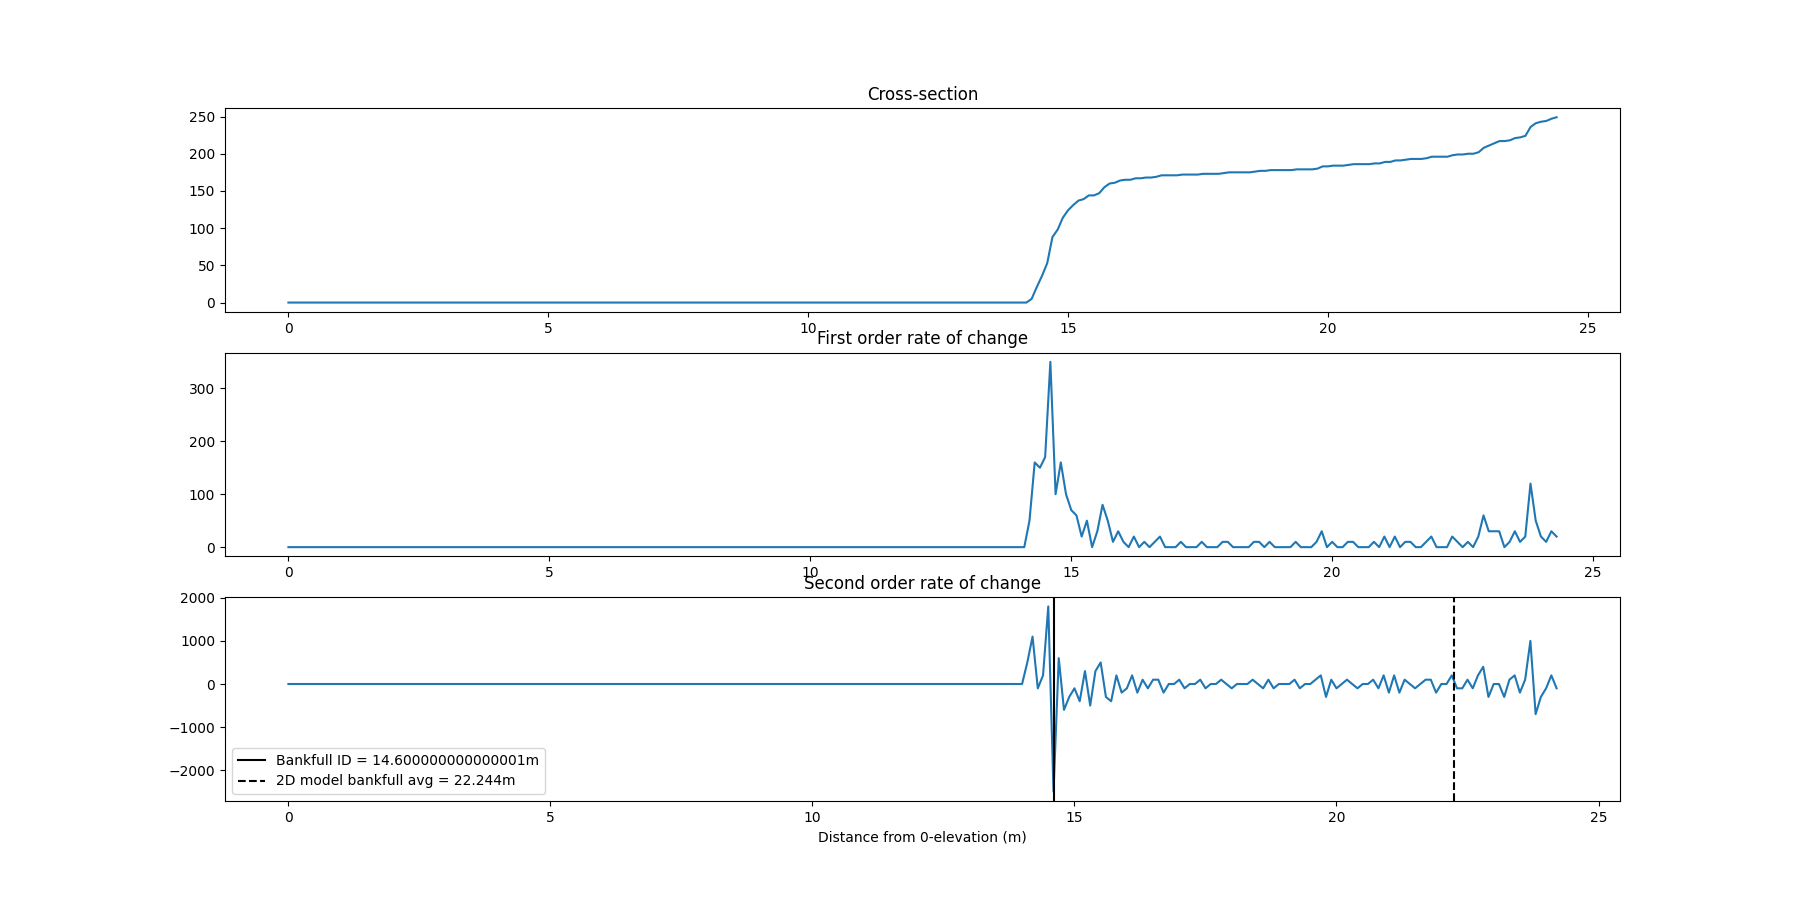 Cross-section
250
200
150
100
50
0
0 5 10 15 20 25
First order rate of change
300
200
100
0
0 5 10 15 20 25
Second order rate of change
2000
1000
0
−1000
−2000
Bankfull ID = 14.600000000000001m
2D model bankfull avg = 22.244m
0 5 10 15 20 25
Distance from 0-elevation (m)